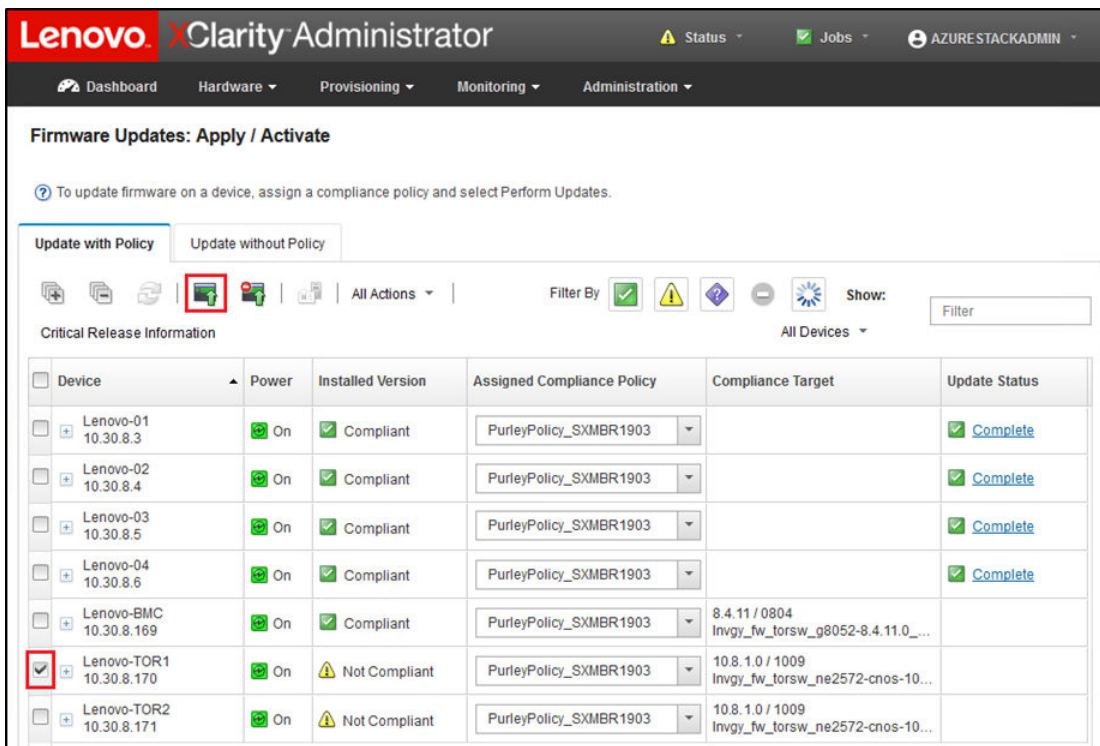 Lenovo. XClarity Administrator
Status
Jobs
AZURESTACKADMIN
Dashboard
Hardware
Provisioning
Monitoring
Administration
Firmware Updates: Apply / Activate
To update firmware on a device, assign a compliance policy and select Perform Updates.
Update with Policy
Update without Policy
All Actions
Filter By
Show:
Filter
Critical Release Information
All Devices
Device Power Installed Version Assigned Compliance Policy Compliance Target Update Status
Lenovo-01
10.30.8.3
On Compliant PurleyPolicy_SXMBR1903 Complete
Lenovo-02
10.30.8.4
On Compliant PurleyPolicy_SXMBR1903 Complete
Lenovo-03
10.30.8.5
On Compliant PurleyPolicy_SXMBR1903 Complete
Lenovo-04
10.30.8.6
On Compliant PurleyPolicy_SXMBR1903 Complete
Lenovo-BMC
10.30.8.169
On Compliant PurleyPolicy_SXMBR1903
8.4.11 / 0804
lnvgy_fw_torsw_g8052-8.4.11.0_...
Lenovo-TOR1
10.30.8.170
On Not Compliant PurleyPolicy_SXMBR1903
10.8.1.0 / 1009
lnvgy_fw_torsw_ne2572-cnos-10...
Lenovo-TOR2
10.30.8.171
On Not Compliant PurleyPolicy_SXMBR1903
10.8.1.0 / 1009
lnvgy_fw_torsw_ne2572-cnos-10...